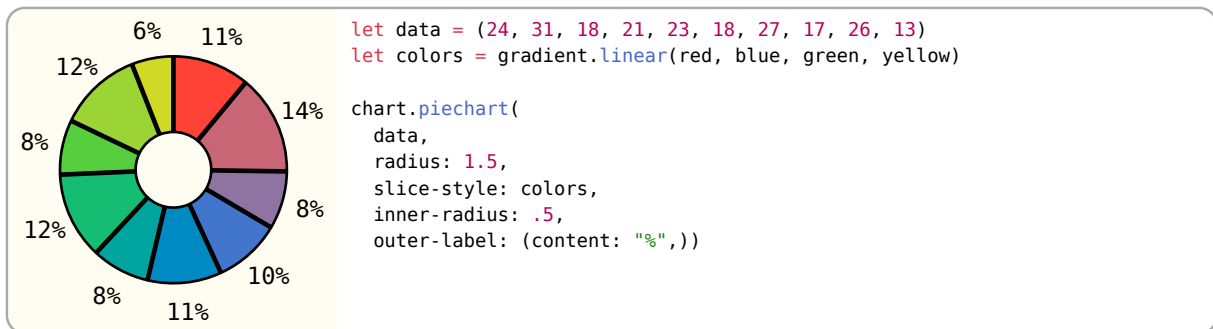 6%
11%
12%
14%
8%
8%
12%
10%
8%
11%
let data = (24, 31, 18, 21, 23, 18, 27, 17, 26, 13)
let colors = gradient.linear(red, blue, green, yellow)
chart.piechart(
  data,
  radius: 1.5,
  slice-style: colors,
  inner-radius: .5,
  outer-label: (content: "%",))